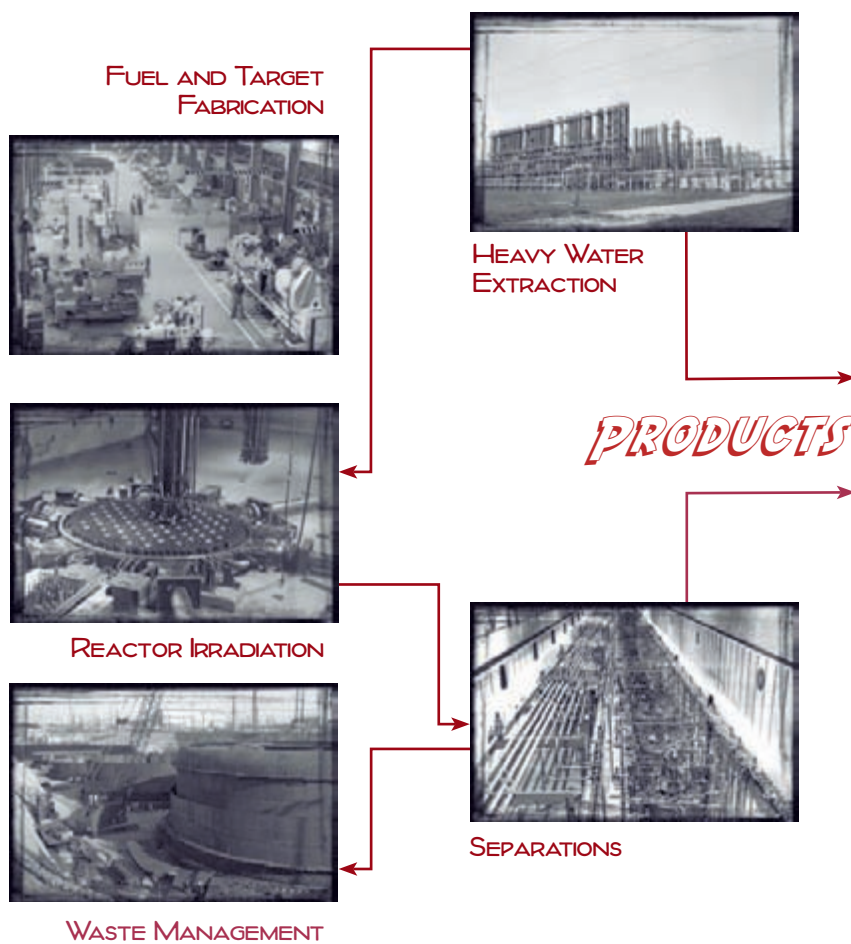 Fuel and Target
Fabrication
Heavy Water
Extraction
Products
Reactor Irradiation
Separations
Waste Management